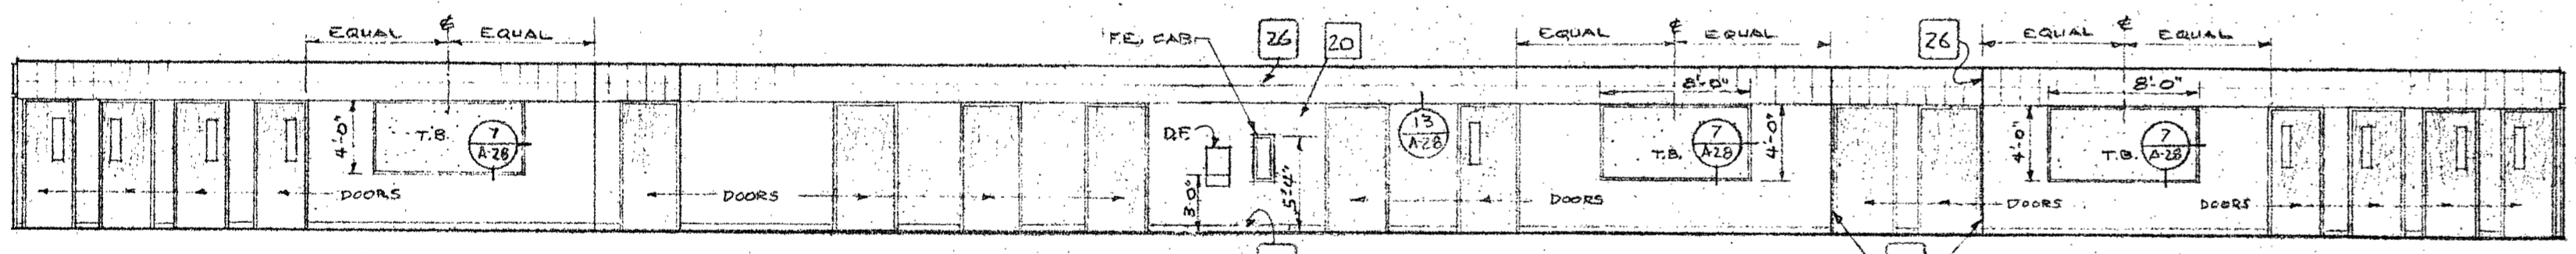 EQUAL ℄ EQUAL
F.E. CAB.
26
20
EQUAL ℄ EQUAL
26
EQUAL ℄ EQUAL
4'-0"
T.B.
7
A-28
D.F.
13
A-28
8'-0"
T.B.
7
A-28
4'-0"
8'-0"
4'-0"
T.B.
7
A-28
DOORS
DOORS
3'-0"
5'-4"
DOORS
DOORS
DOORS